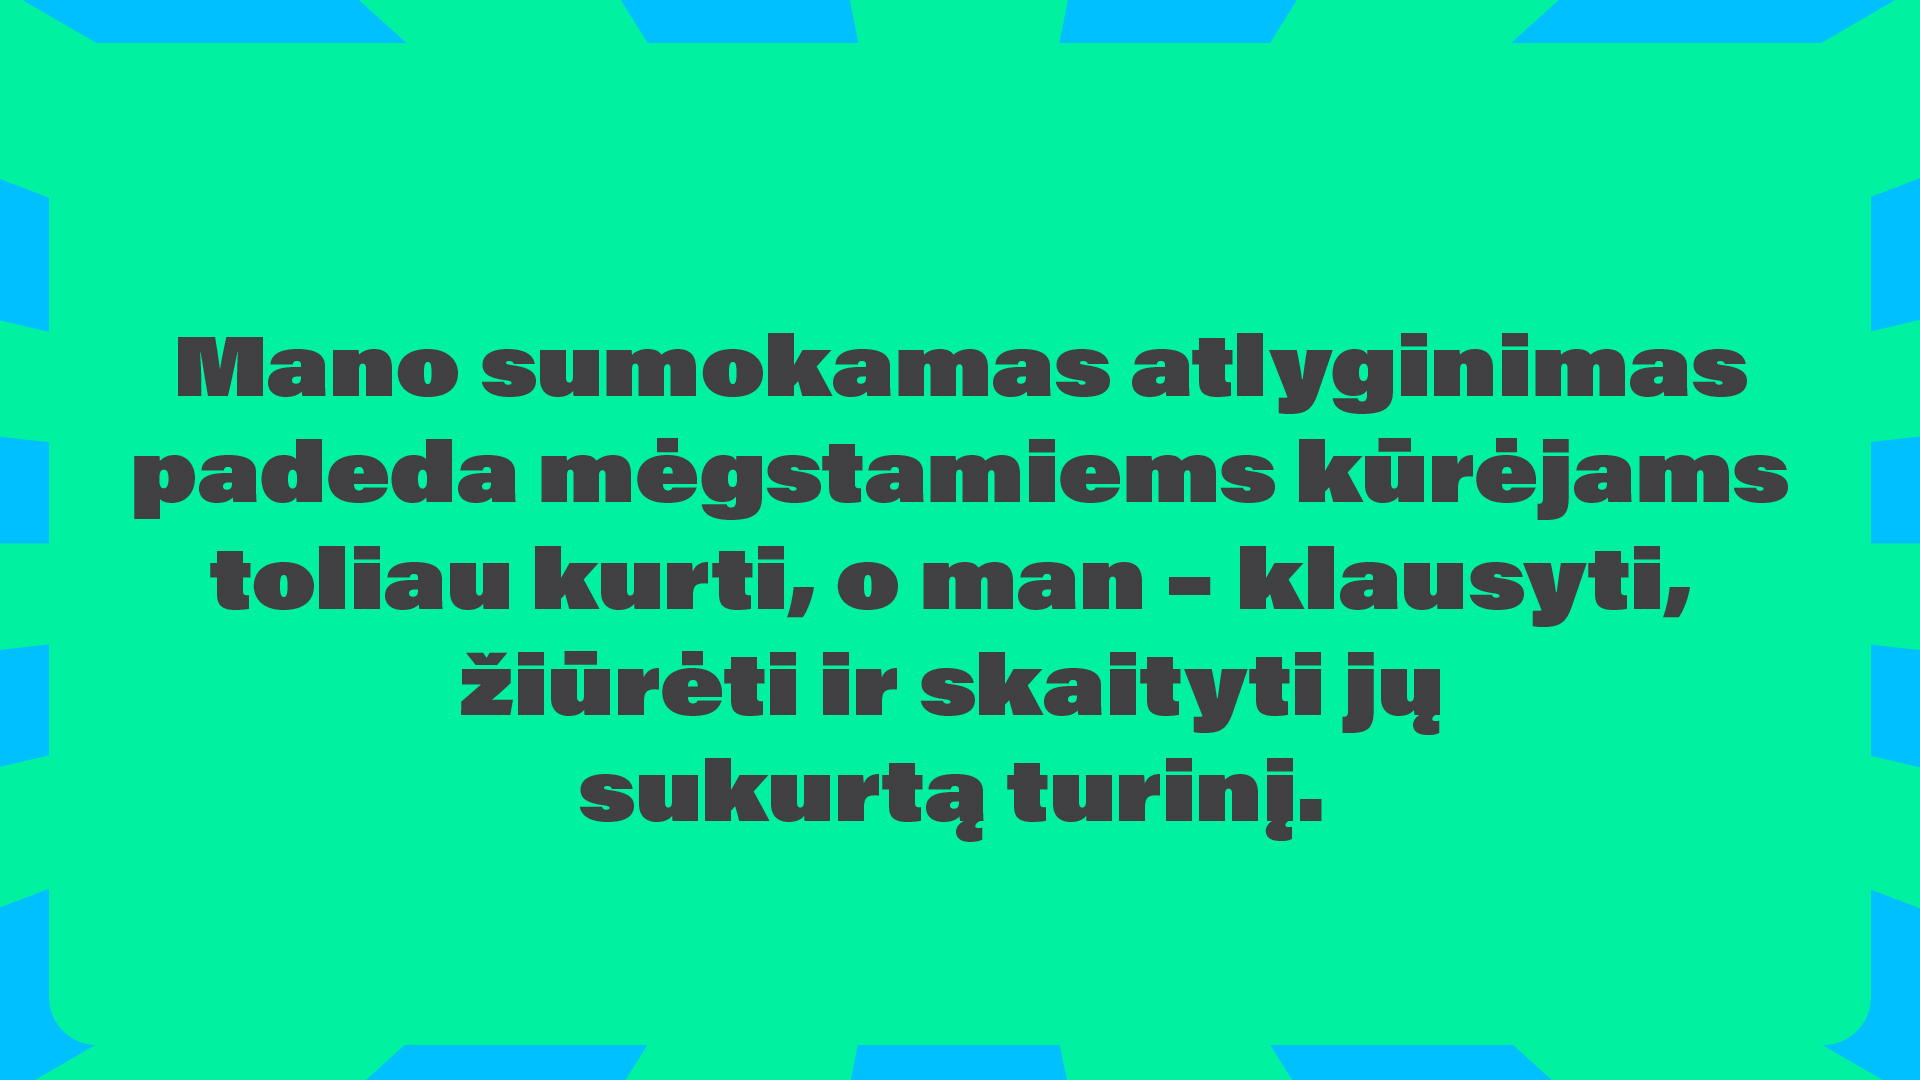 Mano sumokamas atlyginimas
padeda mėgstamiems kūrėjams
toliau kurti, o man – klausyti,
žiūrėti ir skaityti jų
sukurtą turinį.